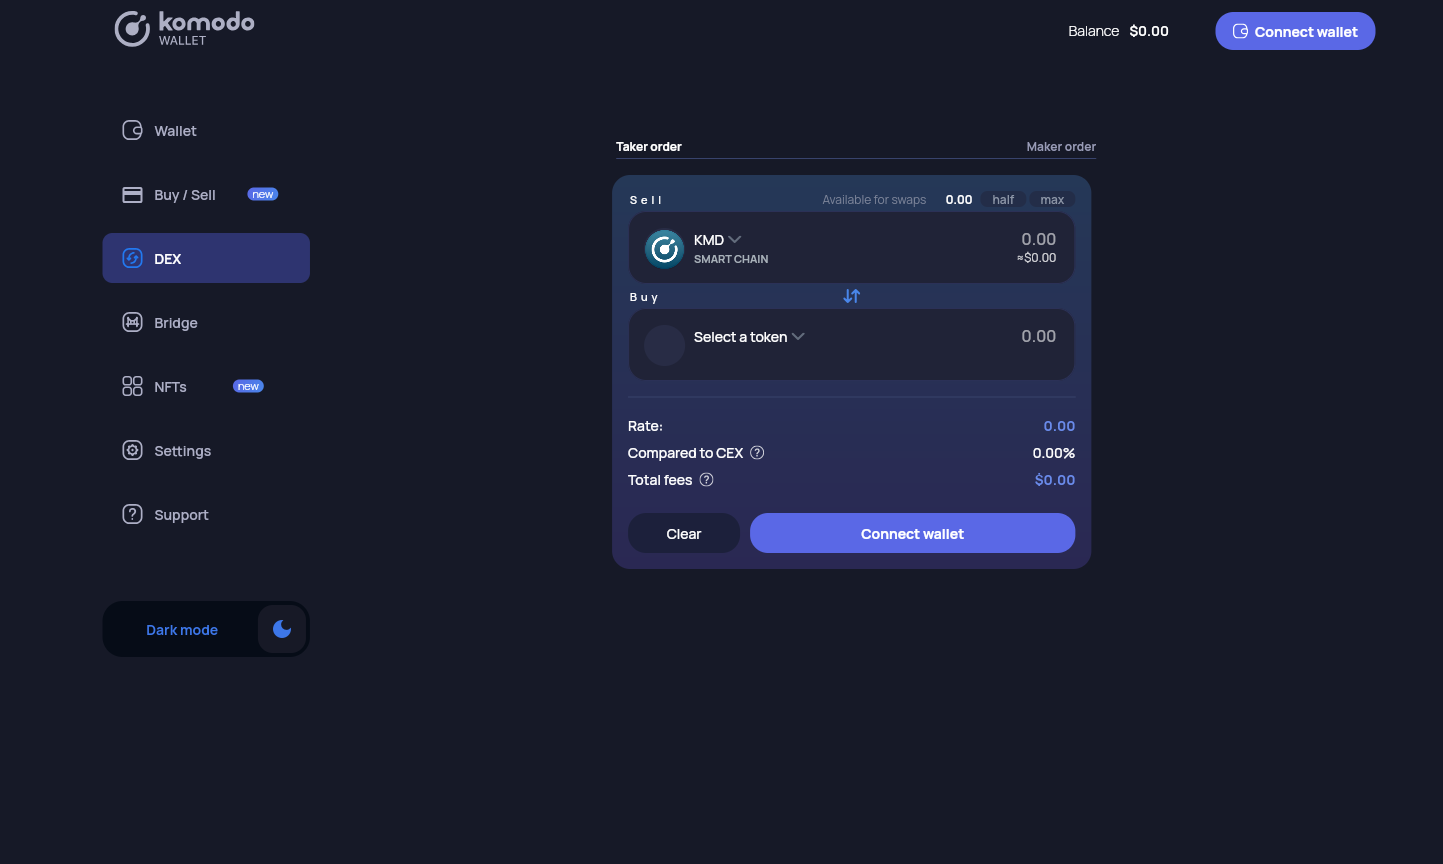 komodo
WALLET
Balance $0.00
Connect wallet
Wallet
Buy / Sell new
DEX
Bridge
NFTs new
Settings
Support
Dark mode
Taker order Maker order
Sell Available for swaps 0.00 half max
KMD 0.00
SMART CHAIN ≈$0.00
Buy
Select a token 0.00
Rate: 0.00
Compared to CEX ? 0.00%
Total fees ? $0.00
Clear Connect wallet